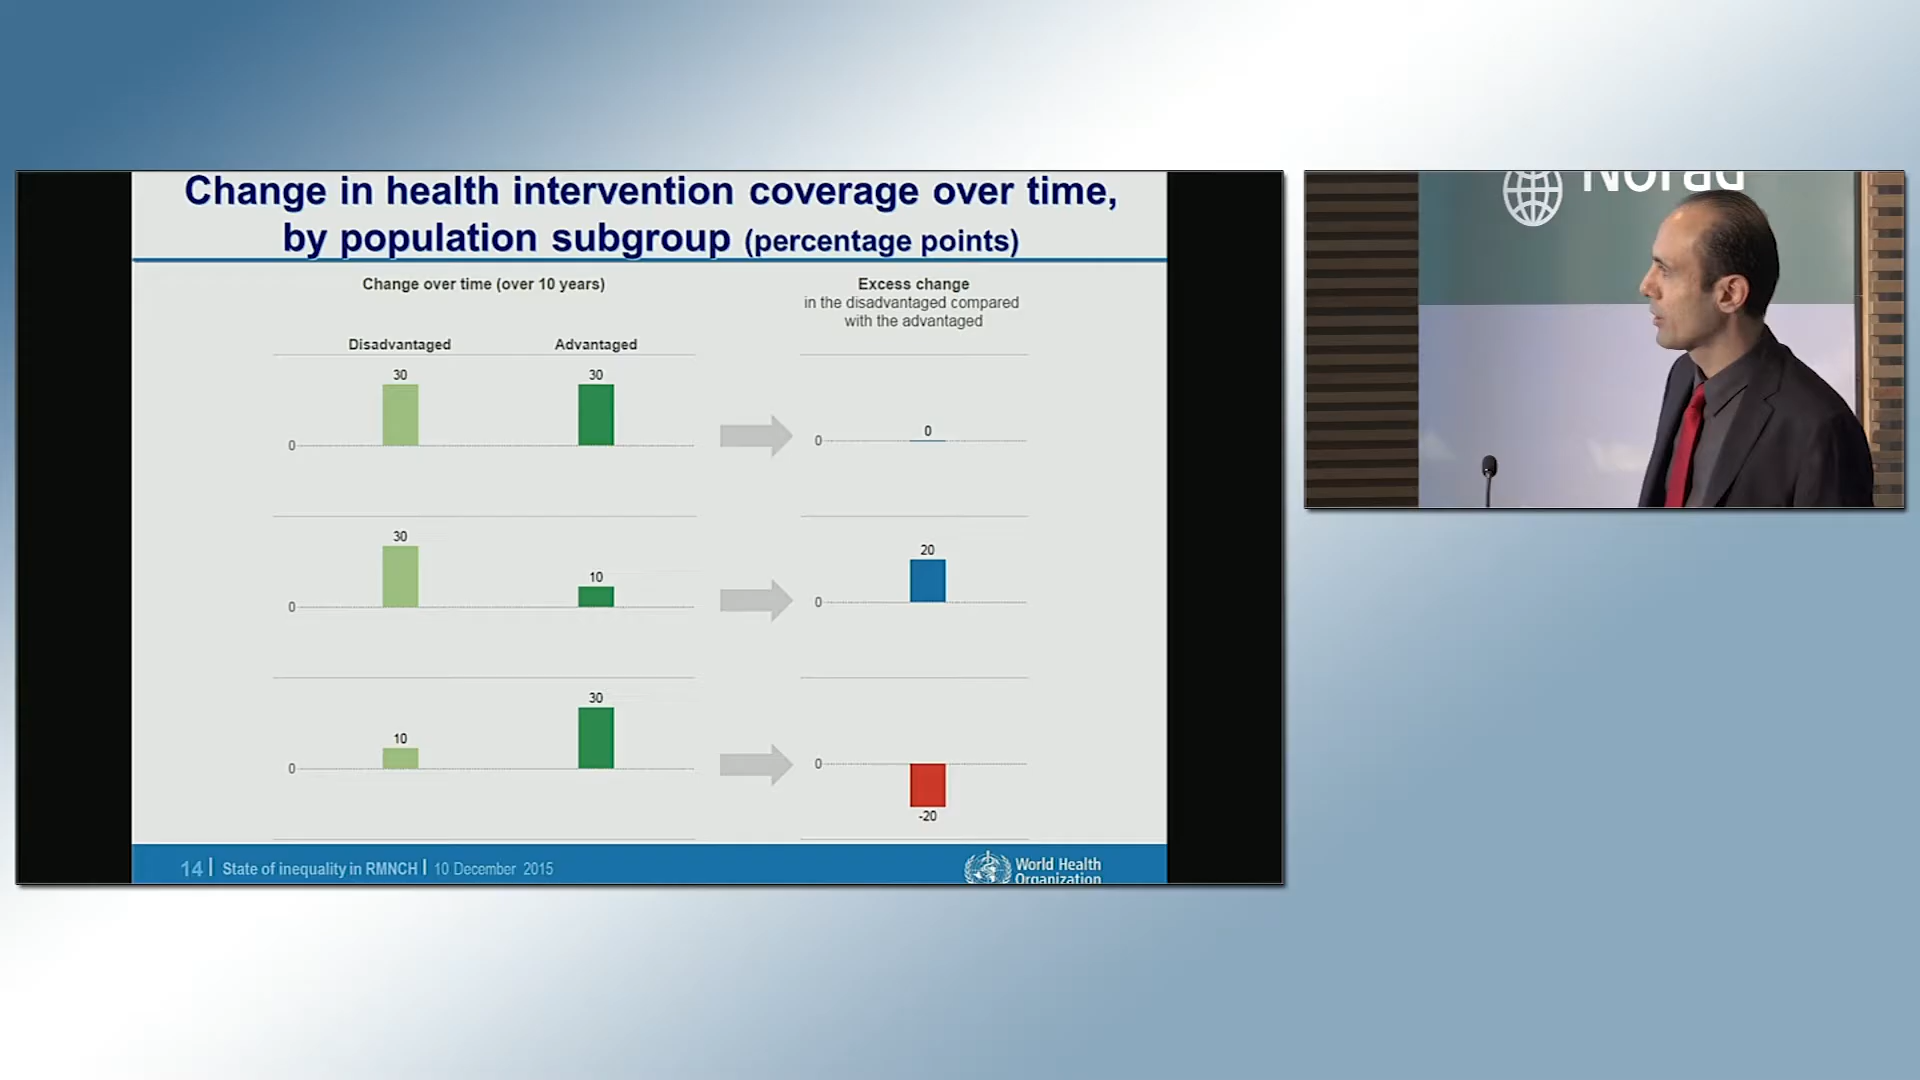 Change in health intervention coverage over time,
by population subgroup (percentage points)
Change over time (over 10 years)
Excess change
in the disadvantaged compared
with the advantaged
Disadvantaged
Advantaged
30
30
0
0
0
30
10
0
20
0
10
30
0
0
-20
14 | State of inequality in RMNCH | 10 December 2015
World Health
Organization
Norad